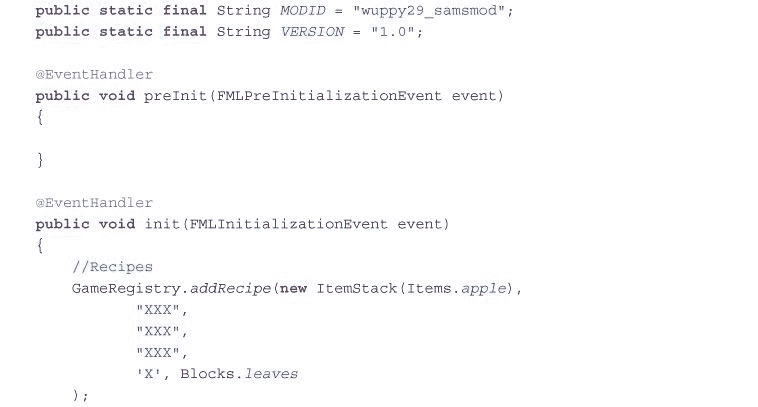 public static final String MODID = "wuppy29_samsmod";
public static final String VERSION = "1.0";
@EventHandler
public void preInit(FMLPreInitializationEvent event)
{
}
@EventHandler
public void init(FMLInitializationEvent event)
{
//Recipes
GameRegistry.addRecipe(new ItemStack(Items.apple),
"XXX",
"XXX",
"XXX",
'X', Blocks.leaves
);